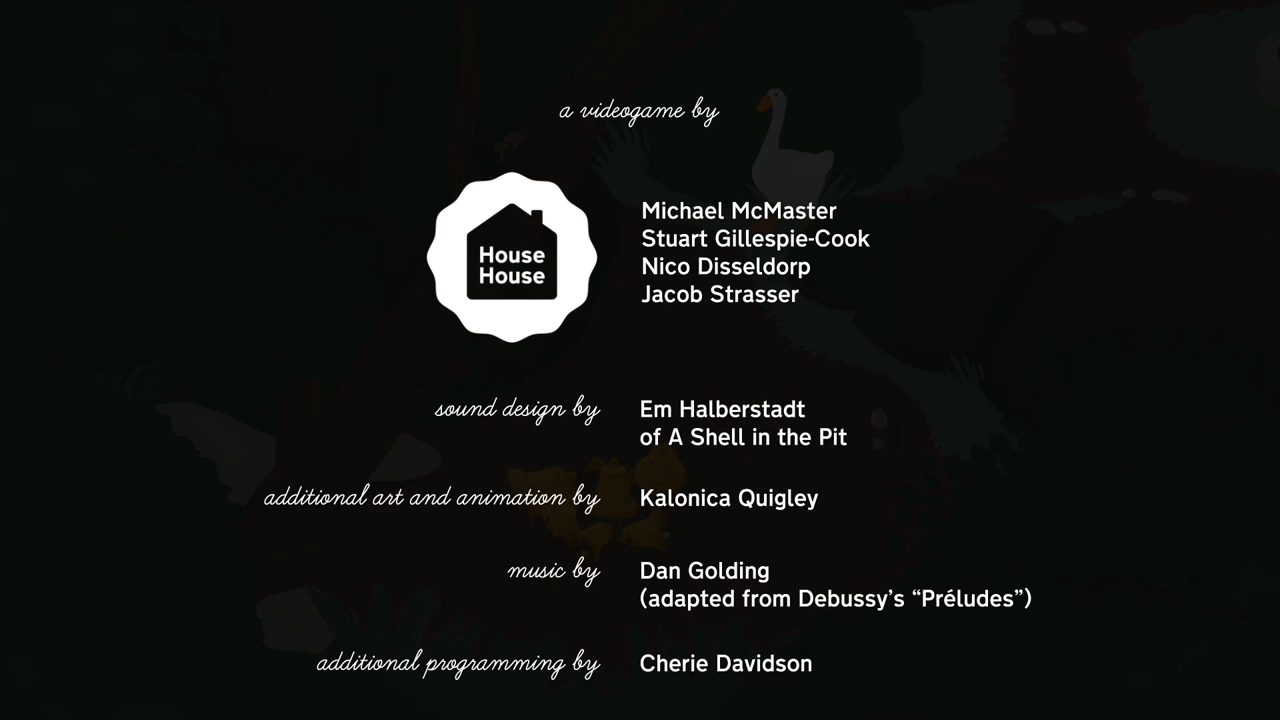 a videogame by
House
House
Michael McMaster
Stuart Gillespie-Cook
Nico Disseldorp
Jacob Strasser
sound design by
Em Halberstadt
of A Shell in the Pit
additional art and animation by
Kalonica Quigley
music by
Dan Golding
(adapted from Debussy’s “Préludes”)
additional programming by
Cherie Davidson